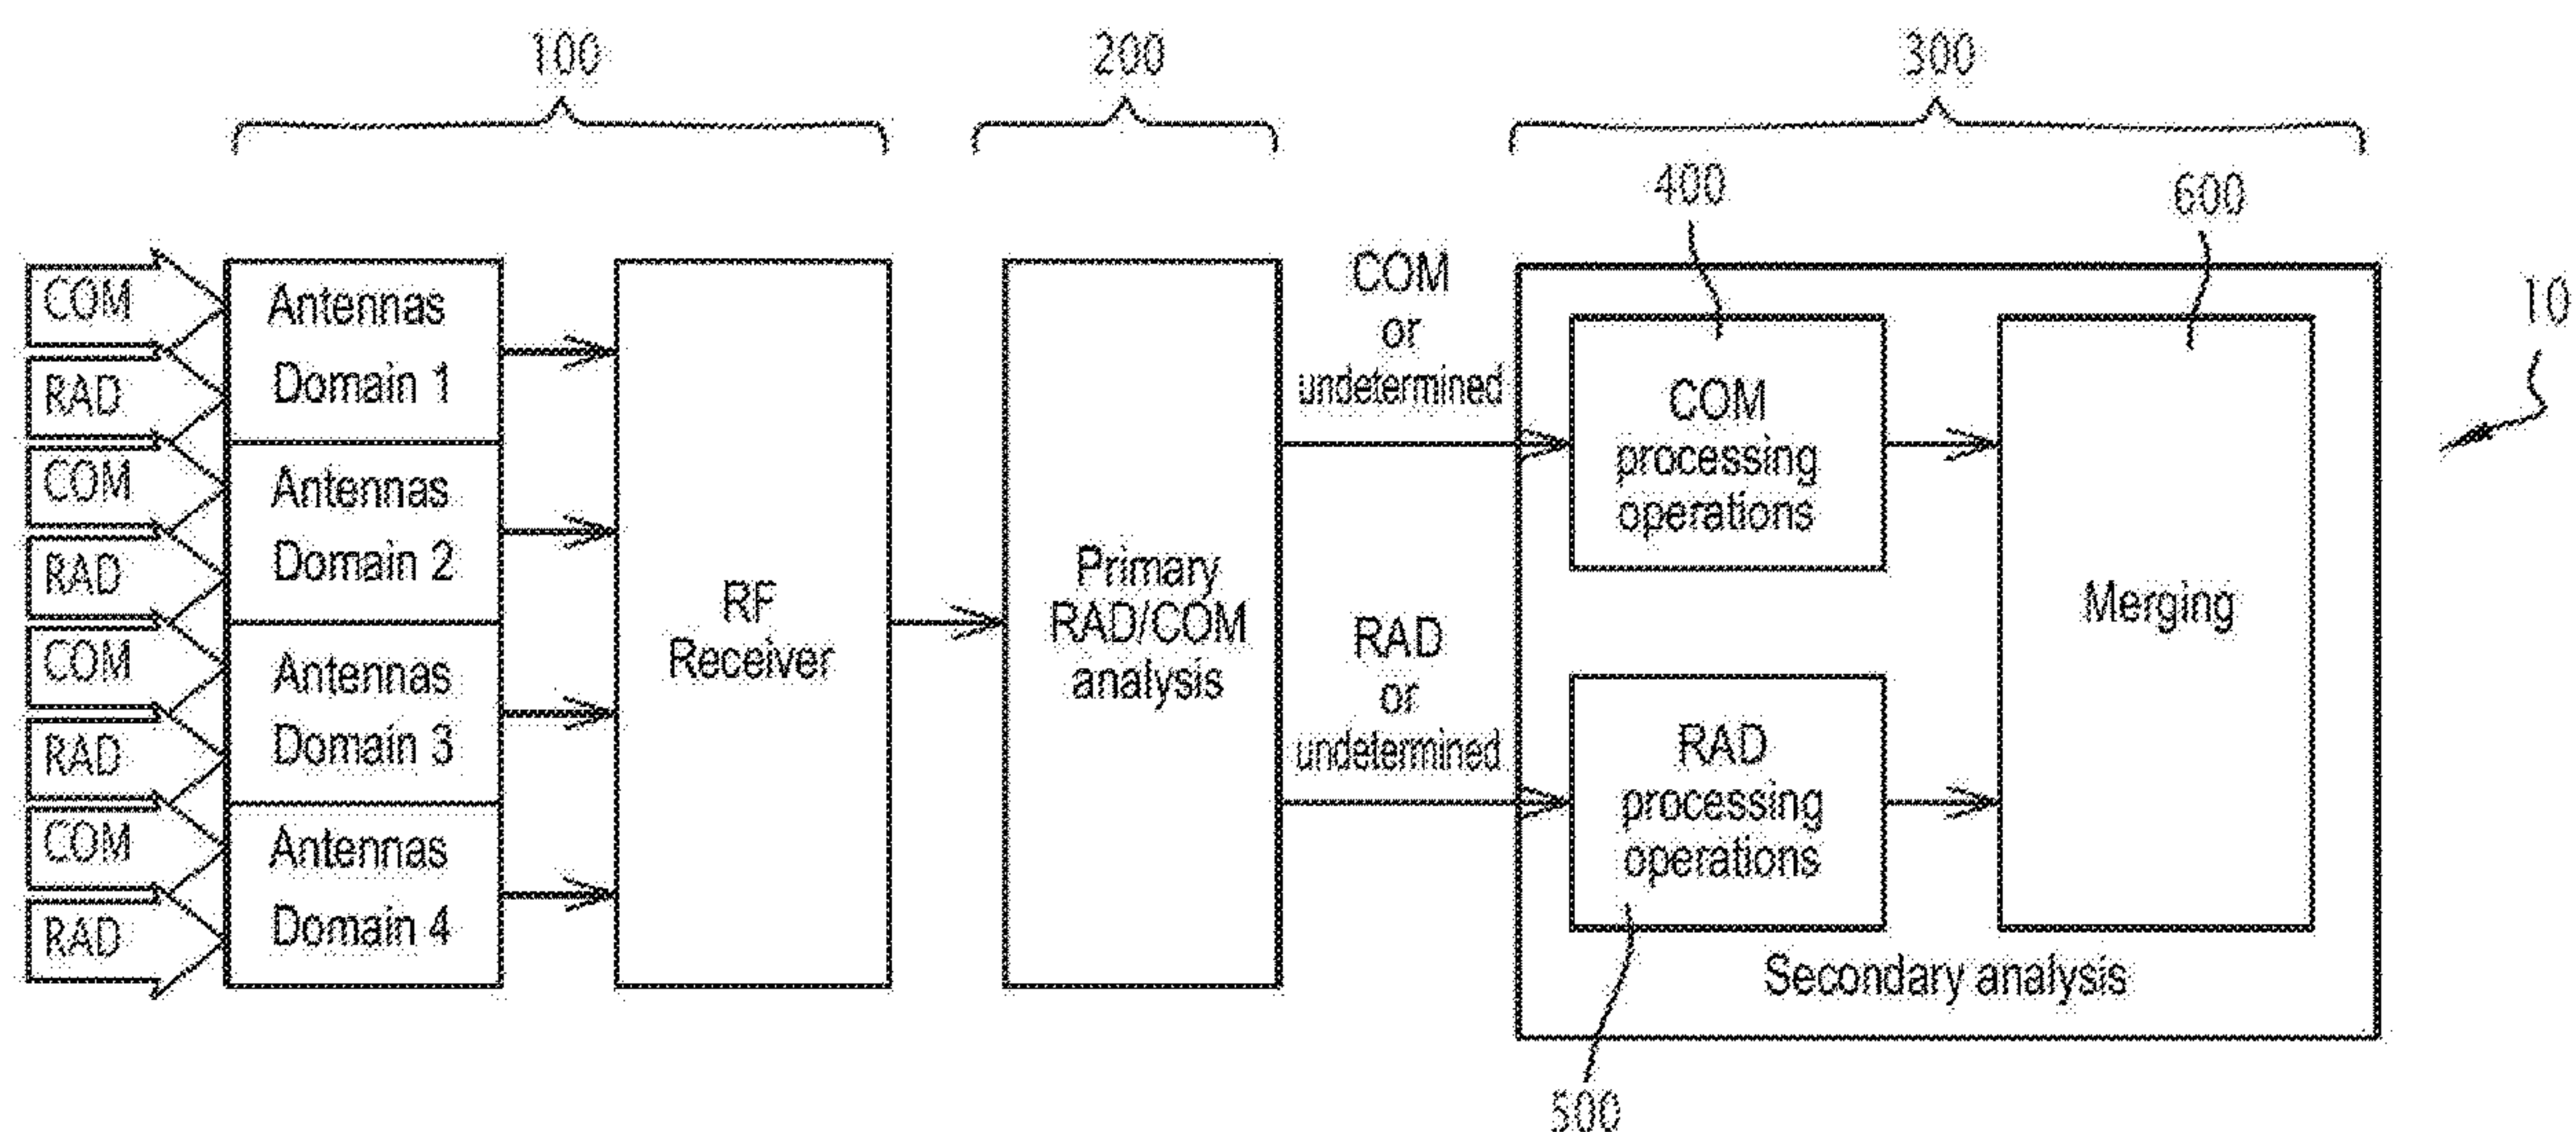 100
200
300
400
600
10
COM
RAD
COM
RAD
COM
RAD
COM
RAD
Antennas
Domain 1
Antennas
Domain 2
Antennas
Domain 3
Antennas
Domain 4
RF
Receiver
Primary
RAD/COM
analysis
COM
or
undetermined
RAD
or
undetermined
COM
processing
operations
RAD
processing
operations
Merging
Secondary analysis
500